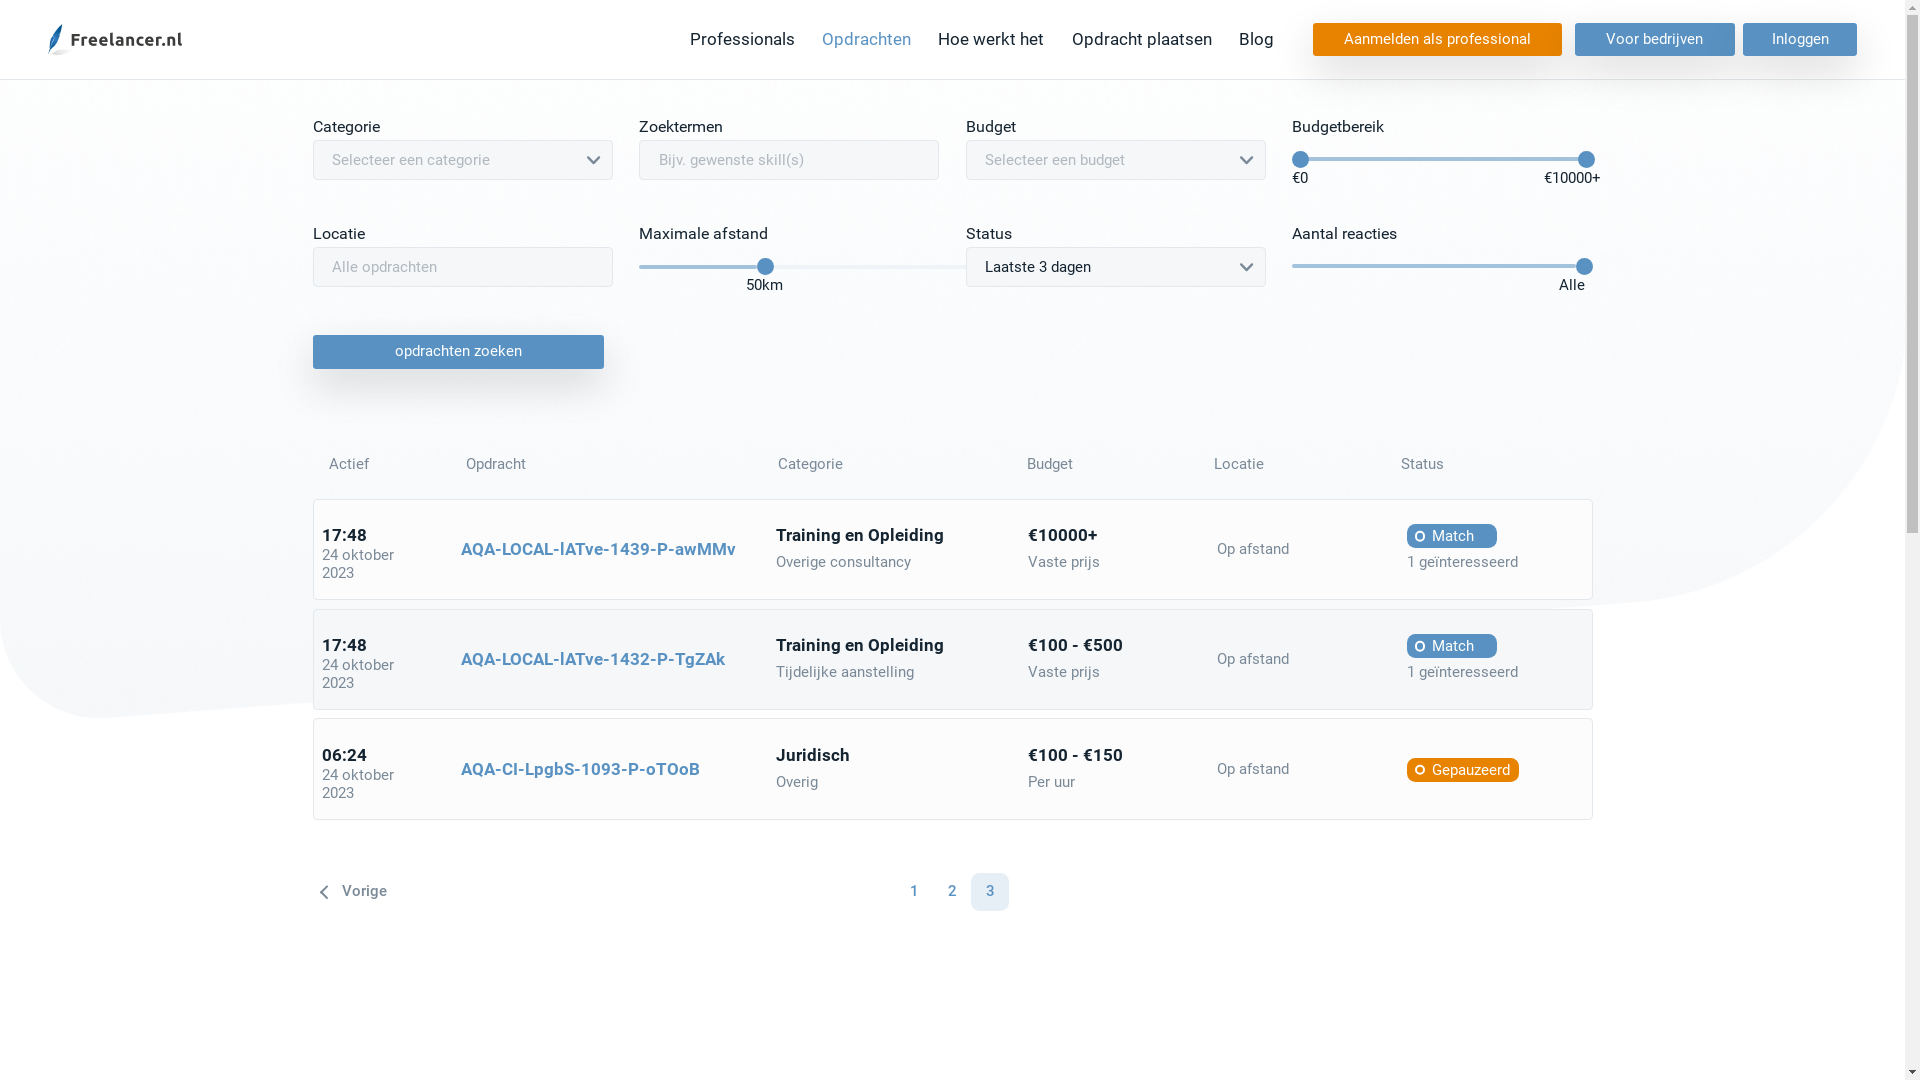 Freelancer.nl
Professionals Opdrachten Hoe werkt het Opdracht plaatsen Blog Aanmelden als professional Voor bedrijven Inloggen
Categorie Zoektermen Budget Budgetbereik
Selecteer een categorie Bijv. gewenste skill(s) Selecteer een budget
€0 €10000+
Locatie Maximale afstand Status Aantal reacties
Alle opdrachten Laatste 3 dagen
50km Alle
opdrachten zoeken
Actief Opdracht Categorie Budget Locatie Status
17:48
24 oktober
2023
AQA-LOCAL-lATve-1439-P-awMMv
Training en Opleiding
Overige consultancy
€10000+
Vaste prijs
Op afstand
Match
1 geïnteresseerd
17:48
24 oktober
2023
AQA-LOCAL-lATve-1432-P-TgZAk
Training en Opleiding
Tijdelijke aanstelling
€100 - €500
Vaste prijs
Op afstand
Match
1 geïnteresseerd
06:24
24 oktober
2023
AQA-CI-LpgbS-1093-P-oTOoB
Juridisch
Overig
€100 - €150
Per uur
Op afstand
Gepauzeerd
Vorige 1 2 3